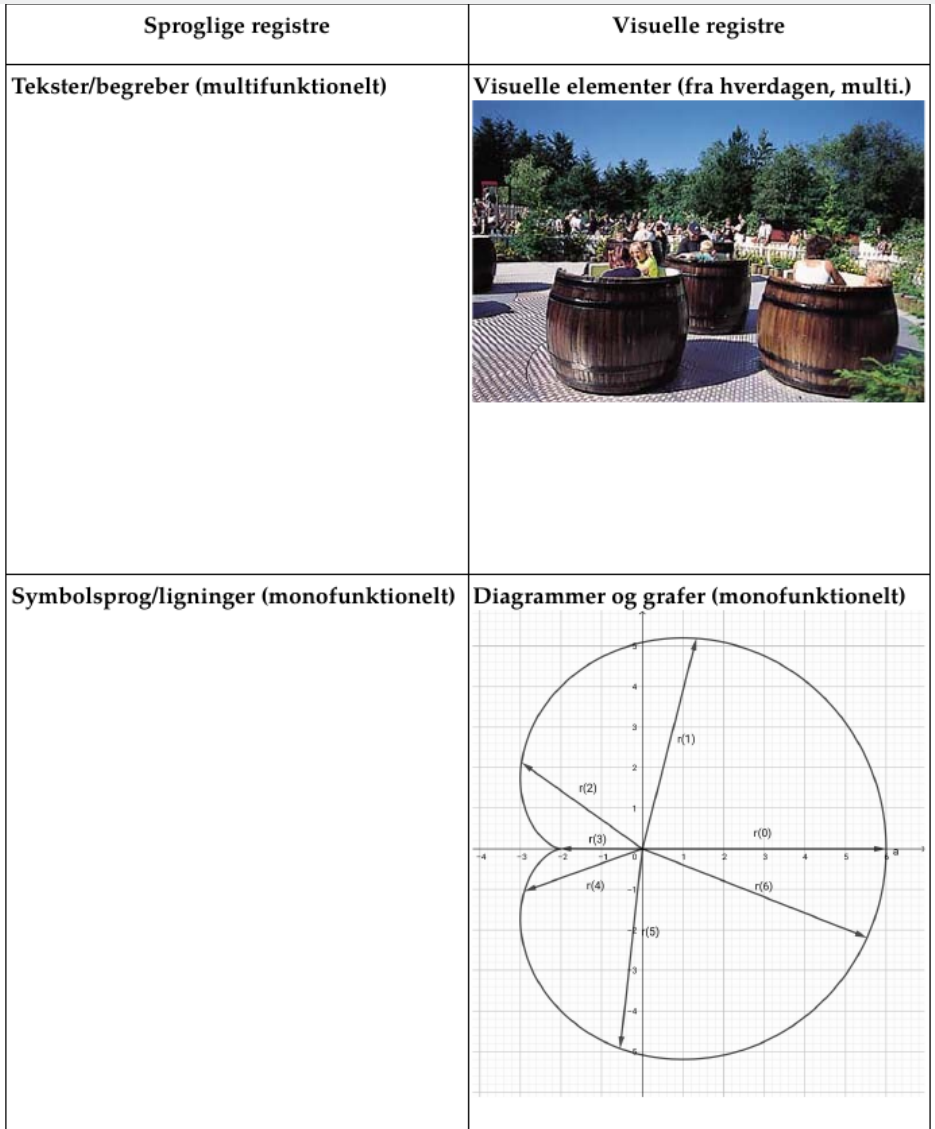 Sproglige registre
Visuelle registre
Tekster/begreber (multifunktionelt)
Visuelle elementer (fra hverdagen, multi.)
Symbolsprog/ligninger (monofunktionelt)
Diagrammer og grafer (monofunktionelt)
5
4
3
2
1
r(1)
r(2)
r(3)
r(0)
a
-4 -3 -2 -1 0 1 2 3 4 5 6
r(4)
r(6)
-1
-2
r(5)
-3
-4
-5